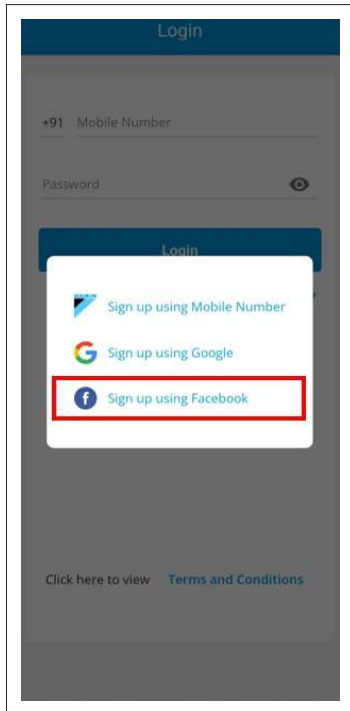 Login
+91 Mobile Number
Password
Login
Sign up using Mobile Number
Sign up using Google
Sign up using Facebook
Click here to view Terms and Conditions